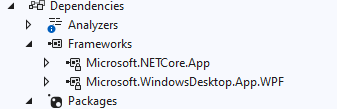 Dependencies
Analyzers
Frameworks
Microsoft.NETCore.App
Microsoft.WindowsDesktop.App.WPF
Packages